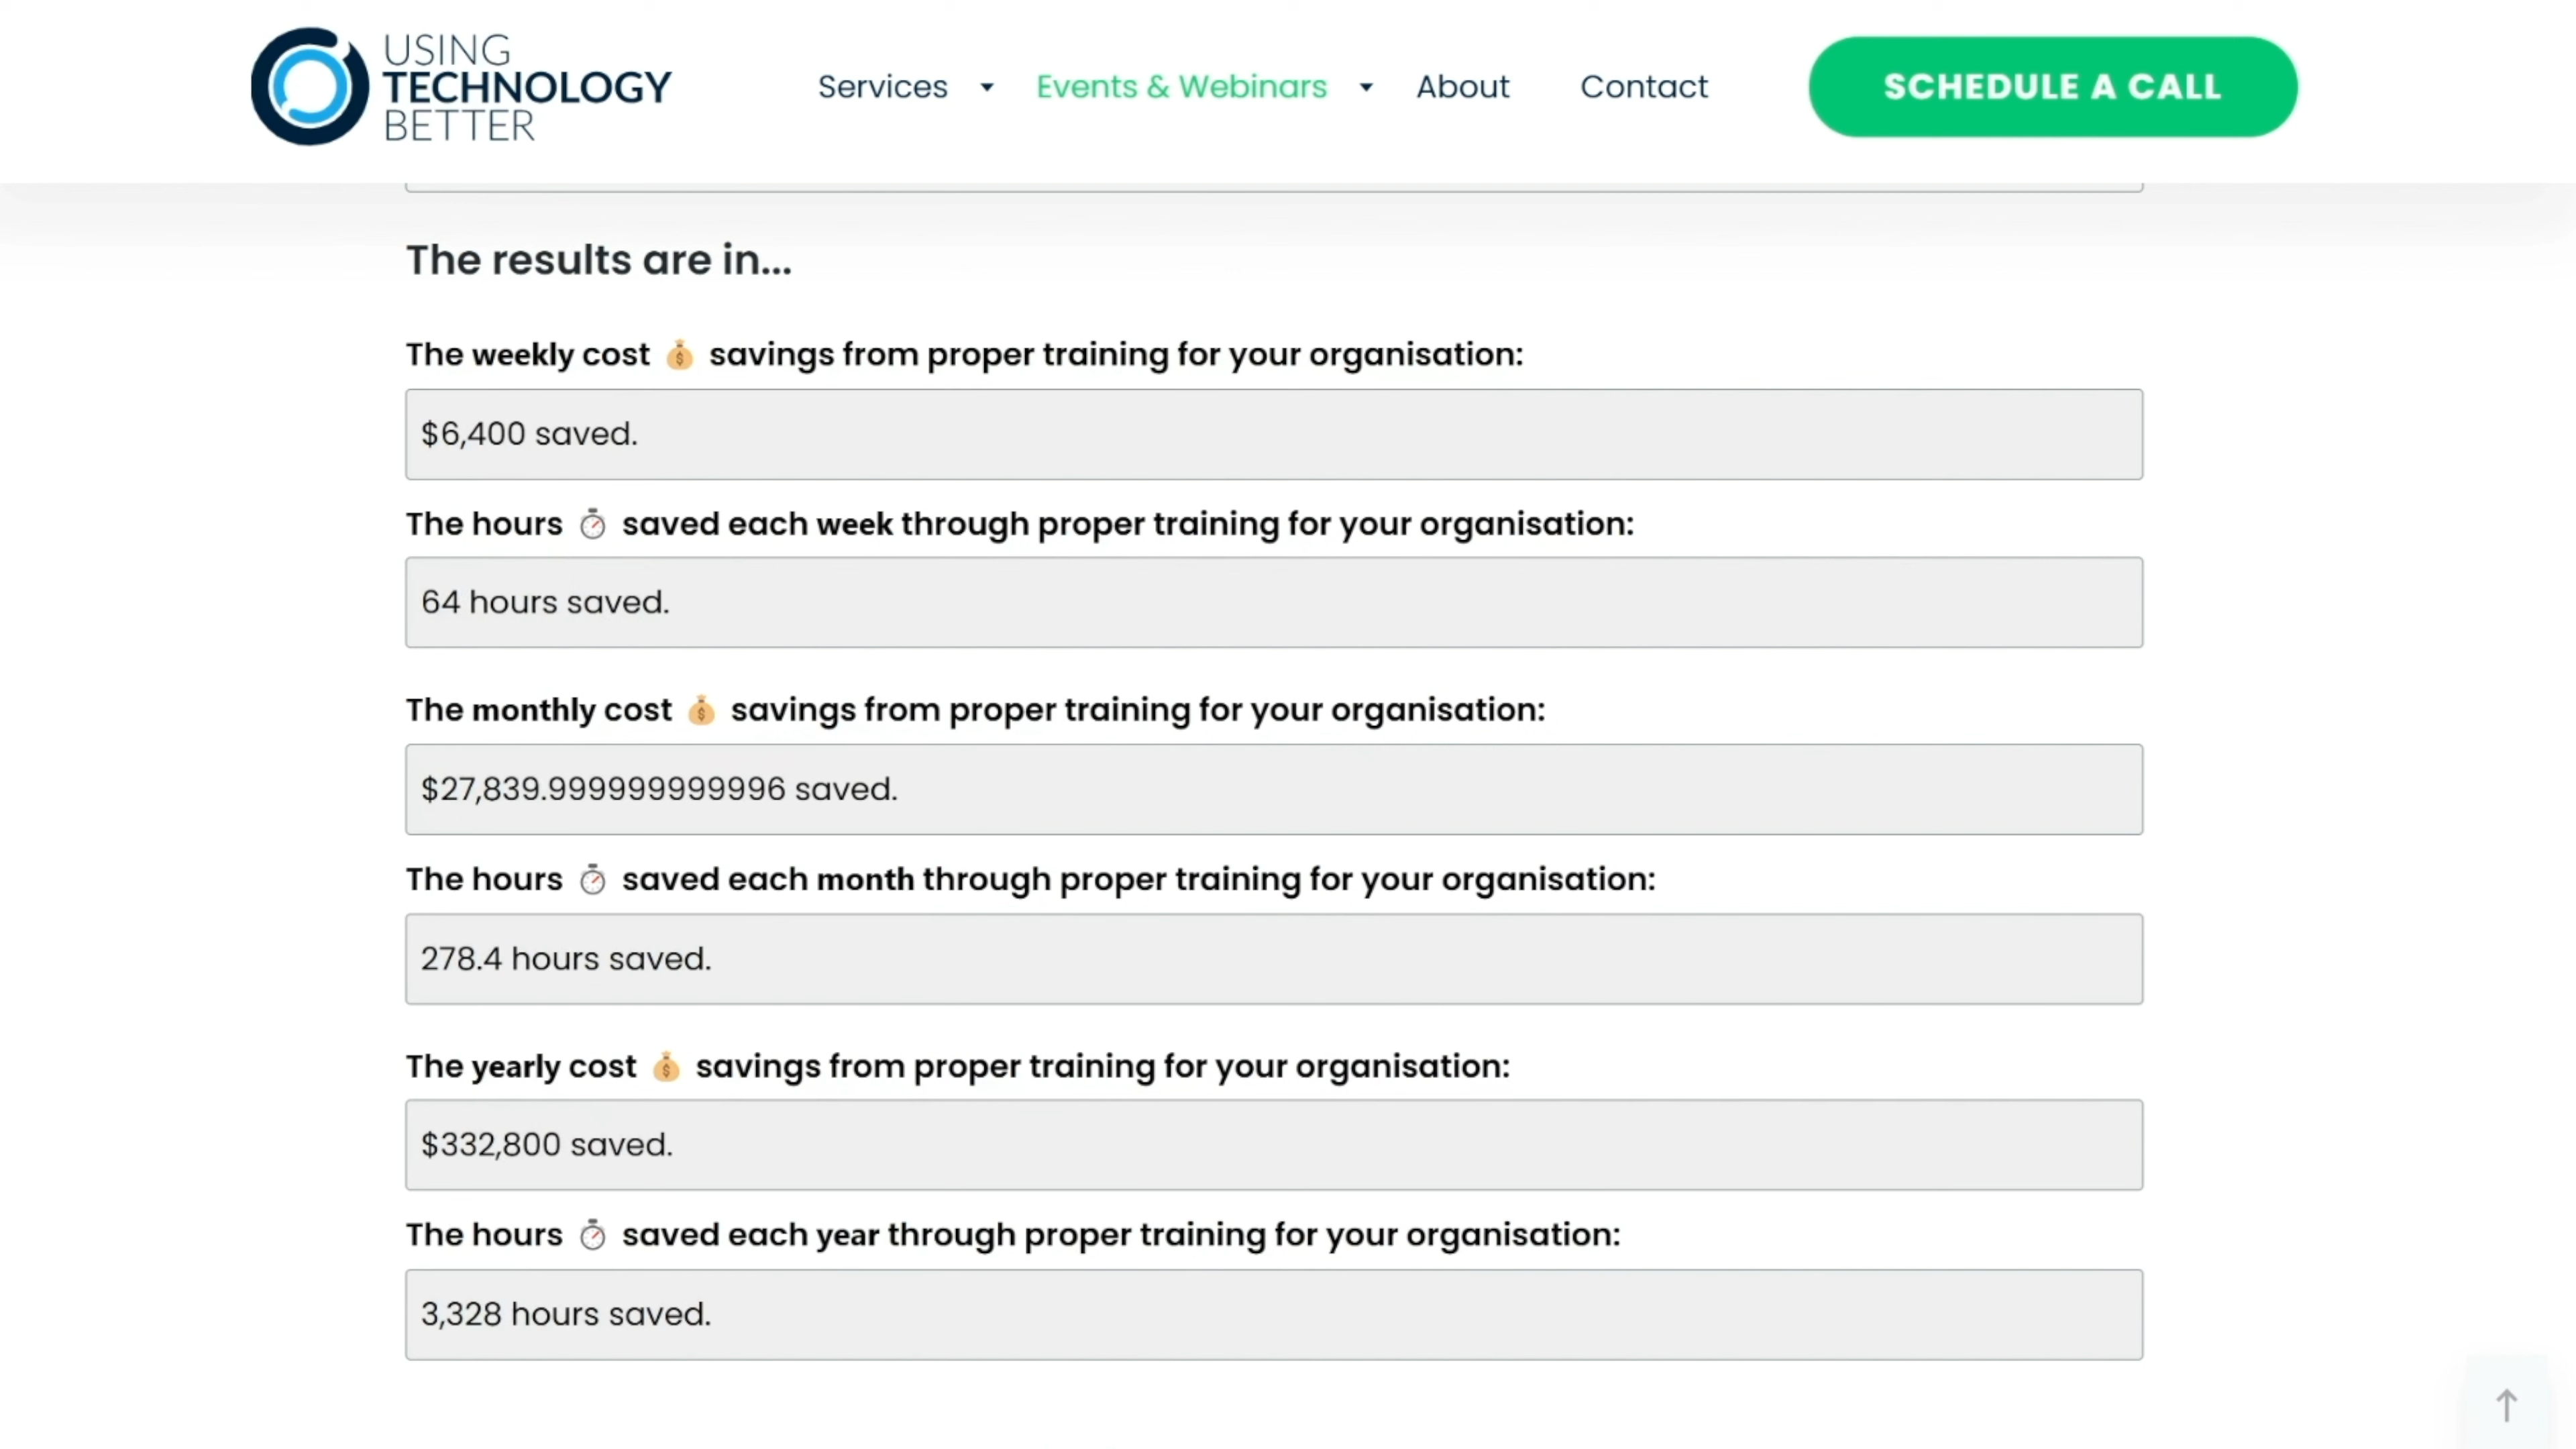 USING
TECHNOLOGY
BETTER
Services
Events & Webinars
About
Contact
SCHEDULE A CALL
The results are in...
The weekly cost 💰 savings from proper training for your organisation:
$6,400 saved.
The hours ⏱ saved each week through proper training for your organisation:
64 hours saved.
The monthly cost 💰 savings from proper training for your organisation:
$27,839.999999999996 saved.
The hours ⏱ saved each month through proper training for your organisation:
278.4 hours saved.
The yearly cost 💰 savings from proper training for your organisation:
$332,800 saved.
The hours ⏱ saved each year through proper training for your organisation:
3,328 hours saved.